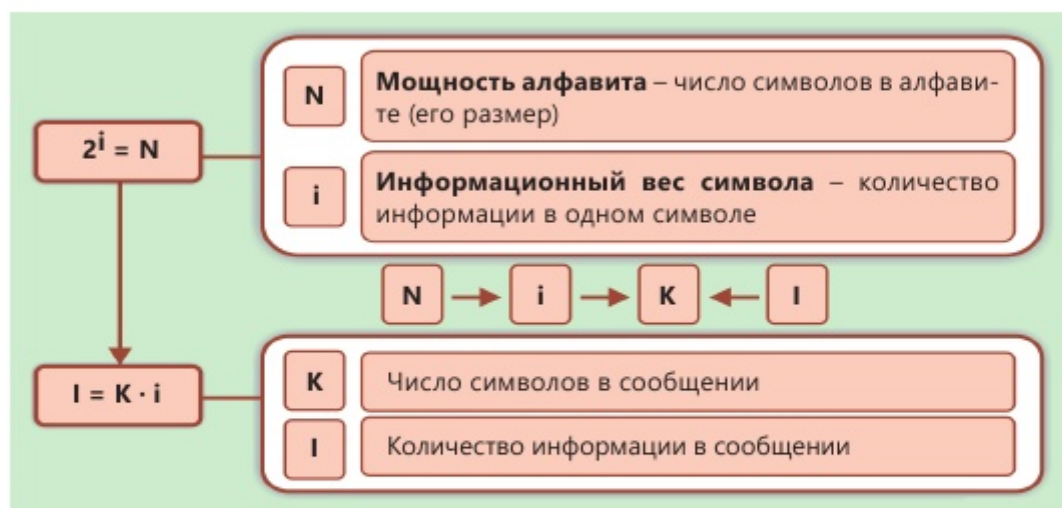 N
Мощность алфавита – число символов в алфави-
те (его размер)
2ⁱ = N
i
Информационный вес символа – количество
информации в одном символе
N i K I
K
Число символов в сообщении
I = K · i
I
Количество информации в сообщении